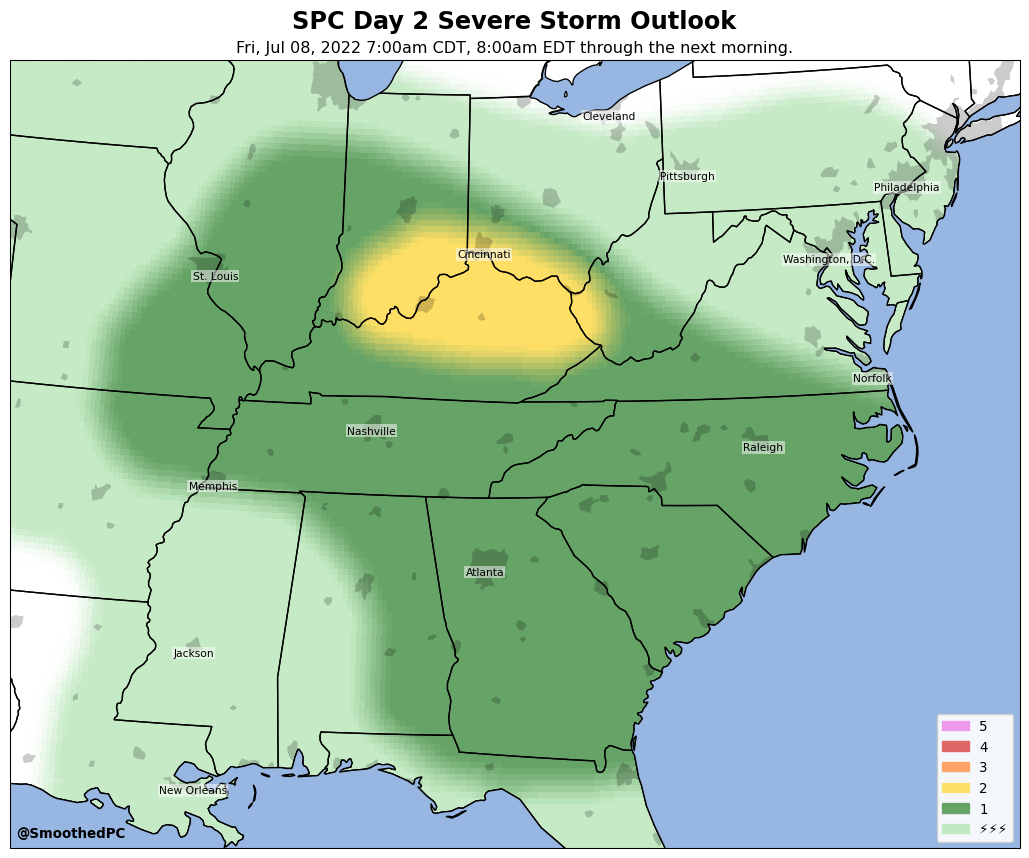 SPC Day 2 Severe Storm Outlook
Fri, Jul 08, 2022 7:00am CDT, 8:00am EDT through the next morning.
Cleveland
Pittsburgh
Philadelphia
Cincinnati
Washington, D.C.
St. Louis
Norfolk
Nashville
Raleigh
Memphis
Atlanta
Jackson
New Orleans
5
4
3
2
1
⚡⚡⚡
@SmoothedPC